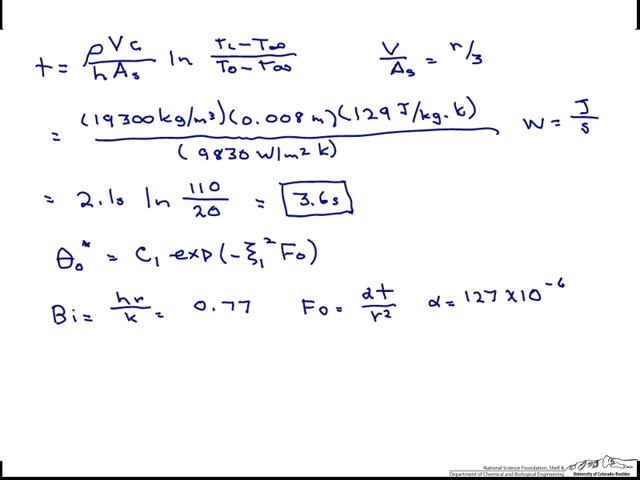 t = ρVc / hAs ln Ti - T∞ / To - T∞ V / As = r/3
= (19300 kg/m³)(0.008 m)(129 J/kg·K) / (9830 W/m² K) W = J / s
= 2.1s ln 110 / 20 = 3.6s
θ₀* = C₁ exp(-ξ₁² Fo)
Bi = hr / k = 0.77 Fo = αt / r² α = 127 × 10⁻⁶
National Science Foundation, Shell &
Department of Chemical and Biological Engineering
University of Colorado Boulder